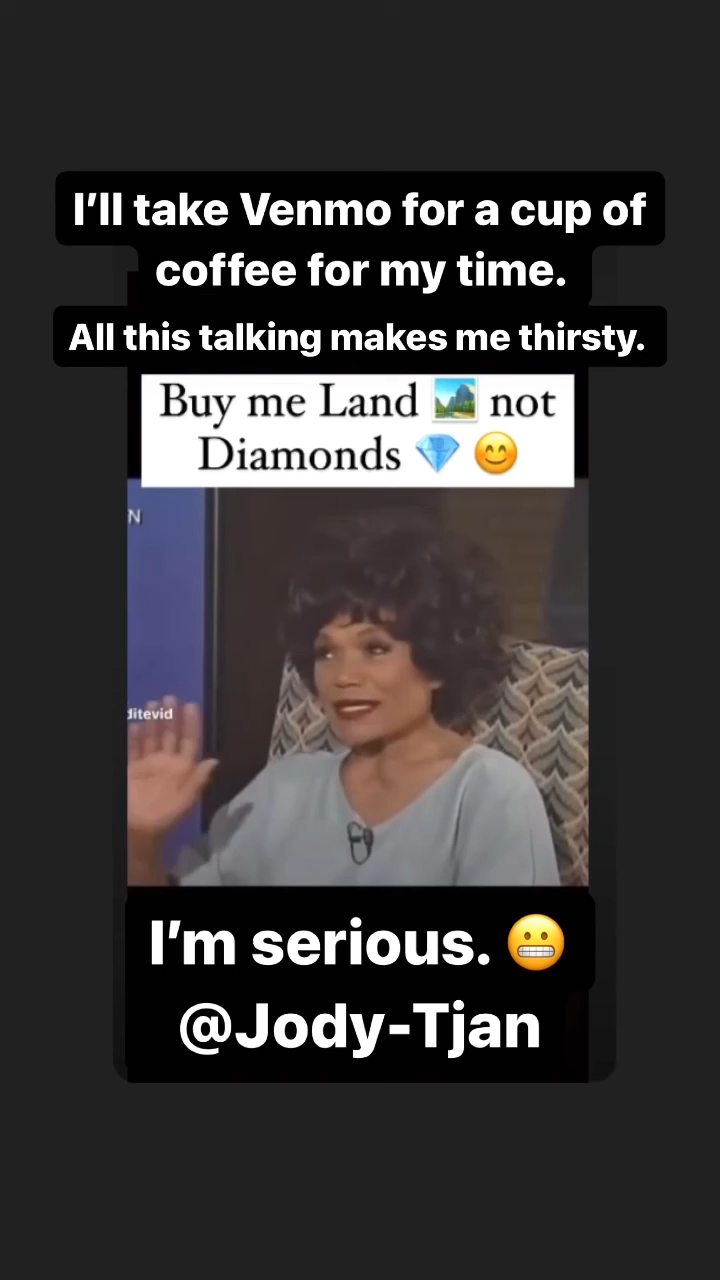 I’ll take Venmo for a cup of
coffee for my time.
All this talking makes me thirsty.
Buy me Land 🏞️ not
Diamonds 💎 😊
N
ditevid
I’m serious. 😬
@Jody-Tjan